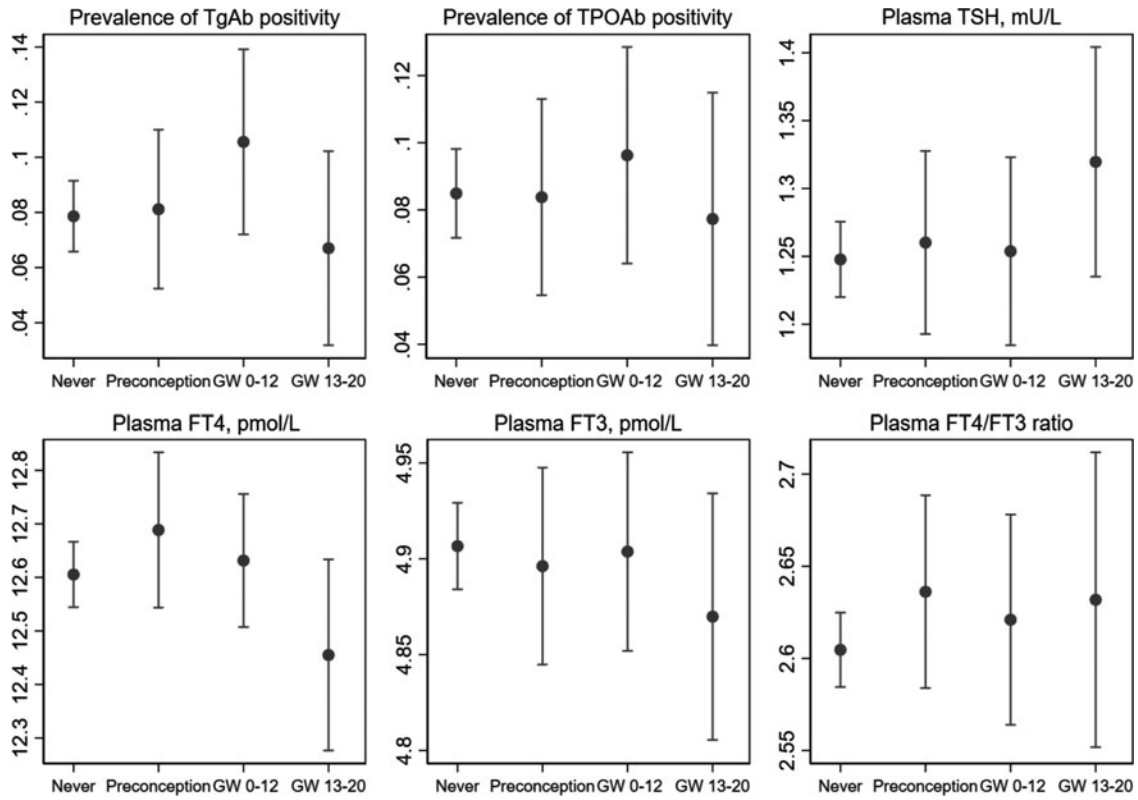 Prevalence of TgAb positivity
.14
.12
.1
.08
.06
.04
Never Preconception GW 0-12 GW 13-20
Prevalence of TPOAb positivity
.12
.1
.08
.06
.04
Never Preconception GW 0-12 GW 13-20
Plasma TSH, mU/L
1.4
1.35
1.3
1.25
1.2
Never Preconception GW 0-12 GW 13-20
Plasma FT4, pmol/L
12.8
12.7
12.6
12.5
12.4
12.3
Never Preconception GW 0-12 GW 13-20
Plasma FT3, pmol/L
4.95
4.9
4.85
4.8
Never Preconception GW 0-12 GW 13-20
Plasma FT4/FT3 ratio
2.7
2.65
2.6
2.55
Never Preconception GW 0-12 GW 13-20